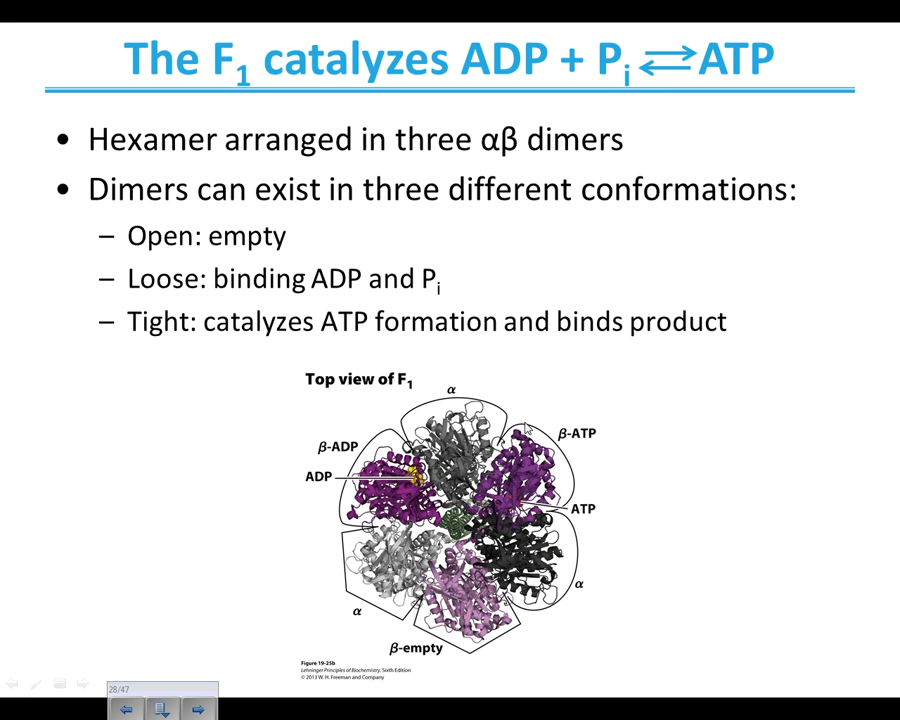 The F₁ catalyzes ADP + Pᵢ ⇌ ATP
• Hexamer arranged in three αβ dimers
• Dimers can exist in three different conformations:
– Open: empty
– Loose: binding ADP and Pᵢ
– Tight: catalyzes ATP formation and binds product
Top view of F₁
α
β-ATP
β-ADP
ADP
ATP
α
α
β-empty
Figure 19-25b
Lehninger Principles of Biochemistry, Sixth Edition
© 2013 W. H. Freeman and Company
28/47